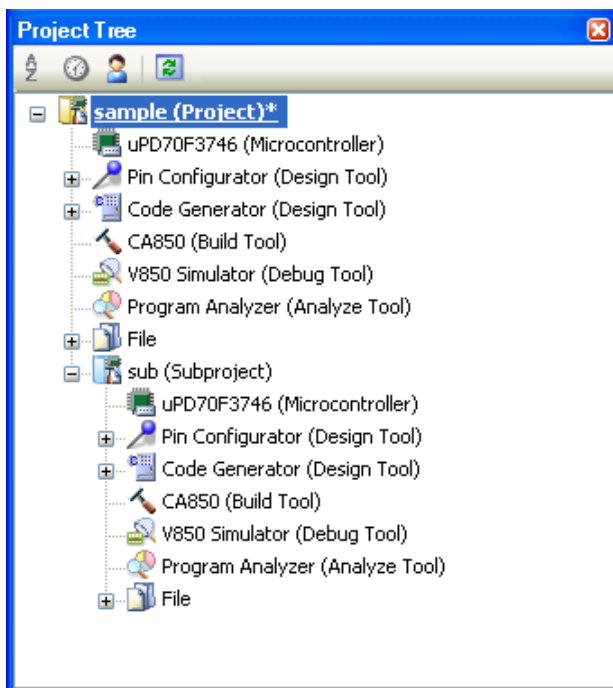 Project Tree
sample (Project)*
uPD70F3746 (Microcontroller)
Pin Configurator (Design Tool)
Code Generator (Design Tool)
CA850 (Build Tool)
V850 Simulator (Debug Tool)
Program Analyzer (Analyze Tool)
File
sub (Subproject)
uPD70F3746 (Microcontroller)
Pin Configurator (Design Tool)
Code Generator (Design Tool)
CA850 (Build Tool)
V850 Simulator (Debug Tool)
Program Analyzer (Analyze Tool)
File